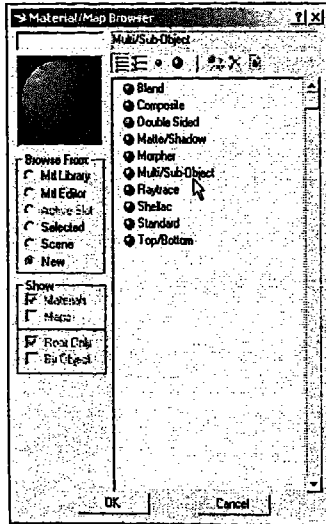 Material/Map Browser
Multi/Sub-Object
Blend
Composite
Double Sided
Matte/Shadow
Morpher
Multi/Sub-Object
Raytrace
Shellac
Standard
Top/Bottom
Browse From:
Mtl Library
Mtl Editor
Active Slot
Selected
Scene
New
Show
Materials
Maps
Root Only
By Object
OK
Cancel